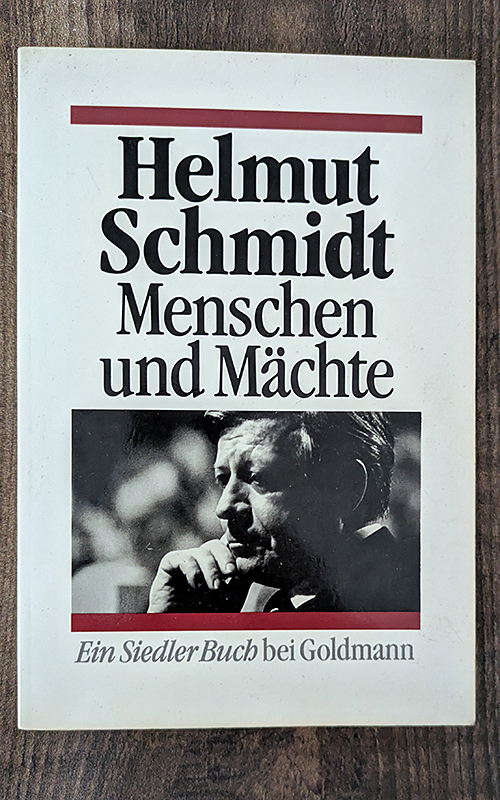 Helmut
Schmidt
Menschen
und Mächte
Ein Siedler Buch bei Goldmann